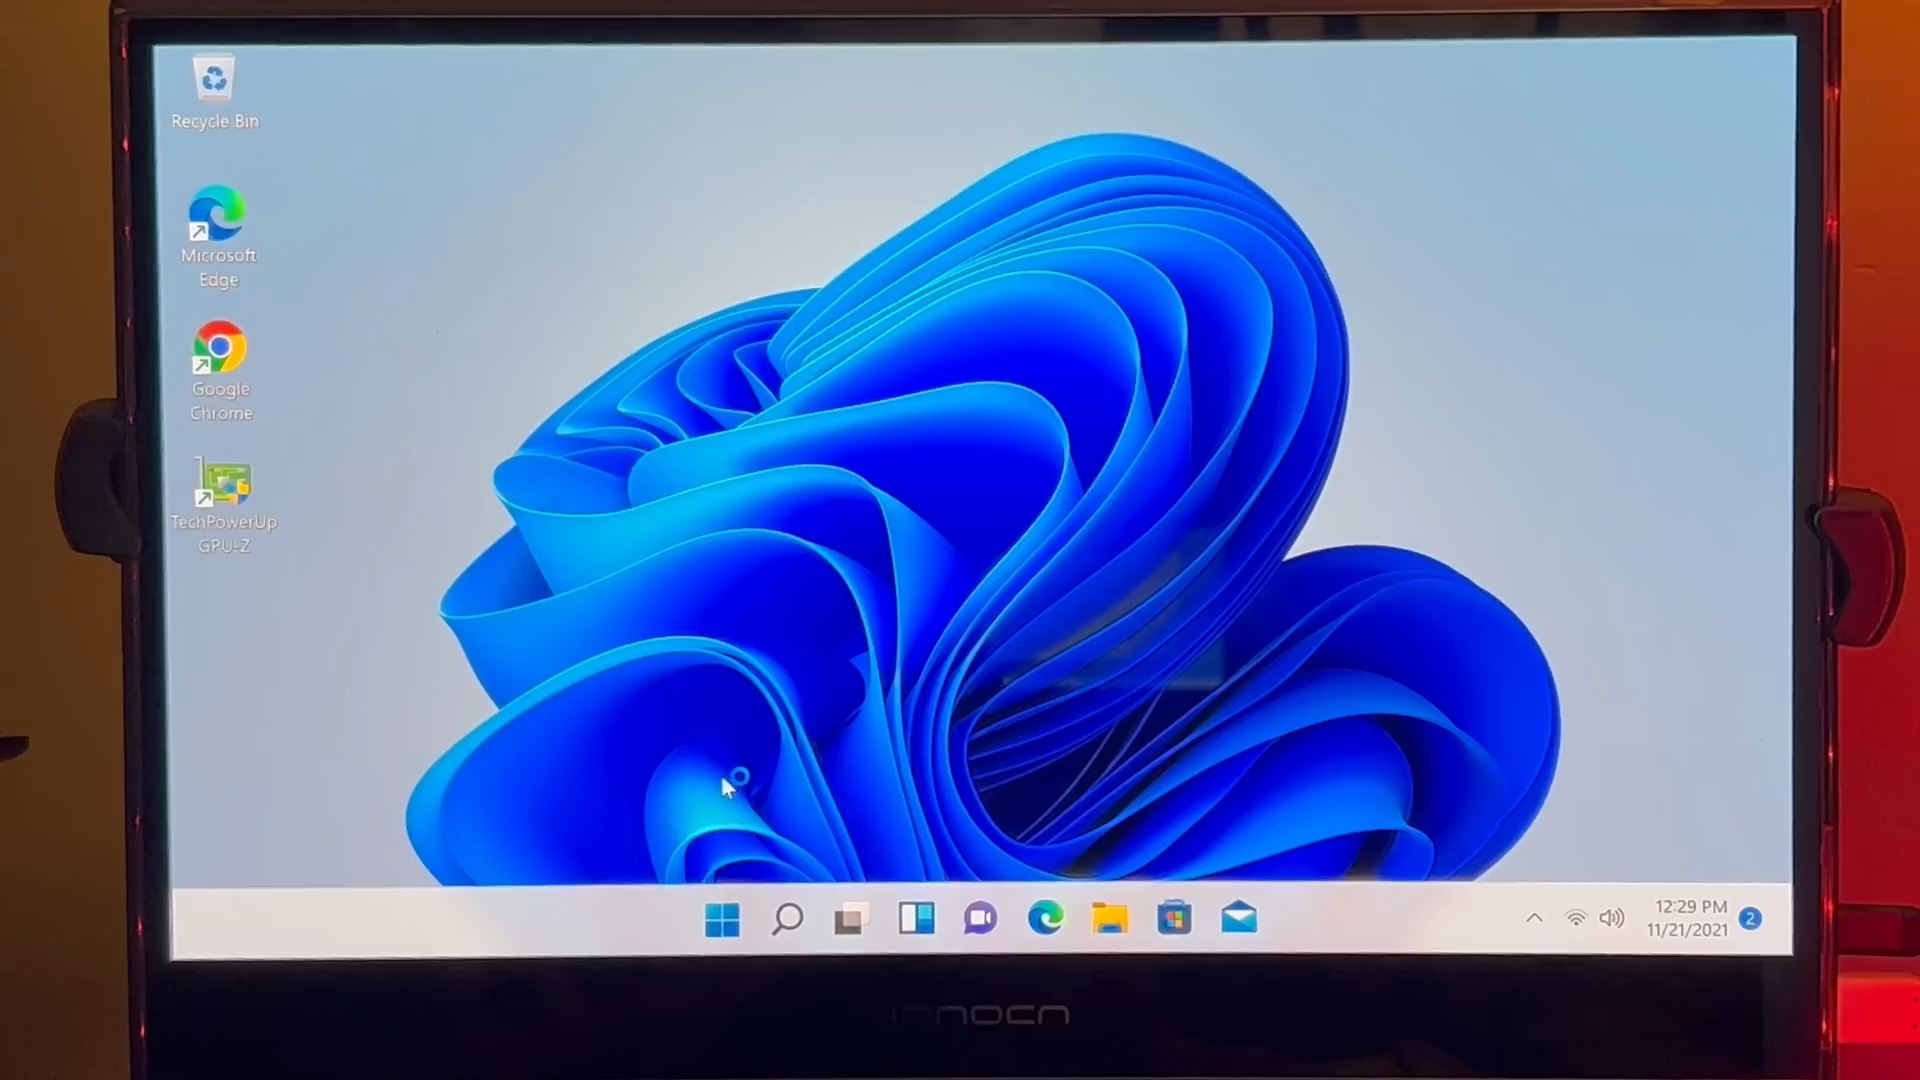 Recycle Bin
Microsoft
Edge
Google
Chrome
TechPowerUp
GPU-Z
12:29 PM
11/21/2021
2
INNOCN